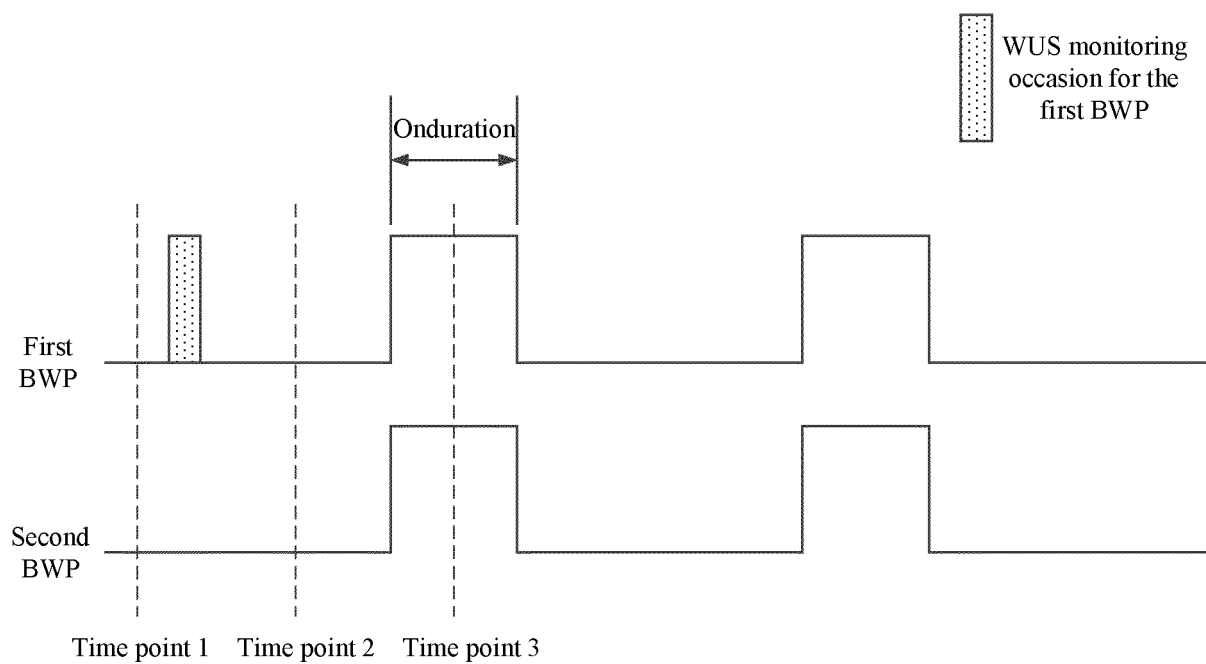 WUS monitoring
occasion for the
first BWP
Onduration
First
BWP
Second
BWP
Time point 1
Time point 2
Time point 3